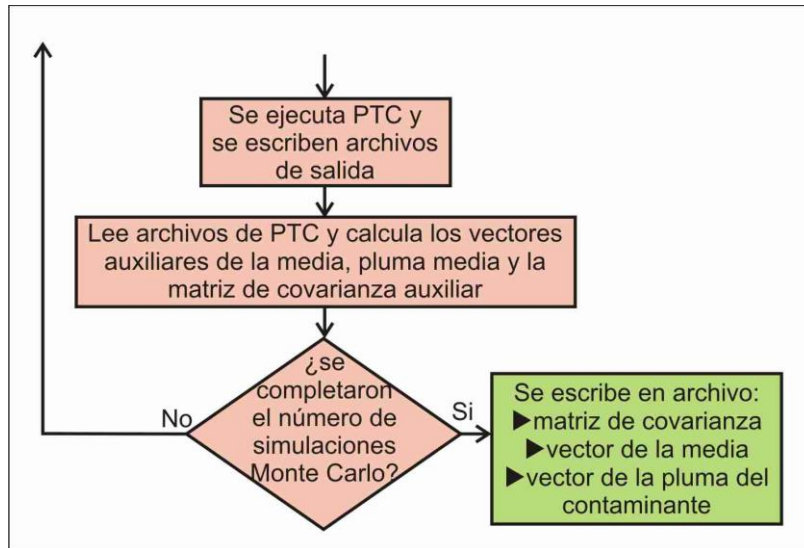 Se ejecuta PTC y
se escriben archivos
de salida
Lee archivos de PTC y calcula los vectores
auxiliares de la media, pluma media y la
matriz de covarianza auxiliar
¿se
completaron
el número de
simulaciones
Monte Carlo?
No
Si
Se escribe en archivo:
▶matriz de covarianza
▶vector de la media
▶vector de la pluma del
contaminante